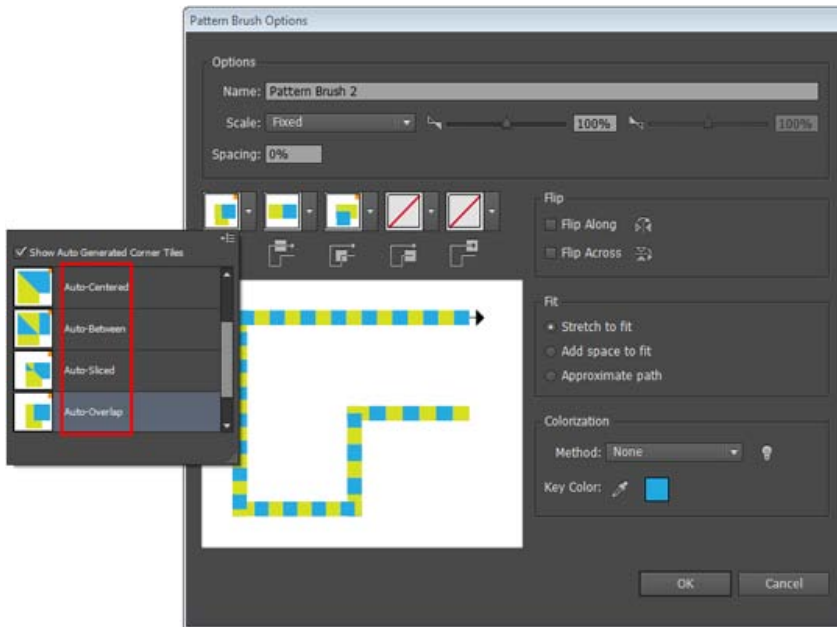 Pattern Brush Options
Options
Name: Pattern Brush 2
Scale: Fixed 100% 100%
Spacing: 0%
Show Auto Generated Corner Tiles
Auto-Centered
Auto-Between
Auto-Sliced
Auto-Overlap
Flip
Flip Along
Flip Across
Fit
Stretch to fit
Add space to fit
Approximate path
Colorization
Method: None
Key Color:
OK Cancel